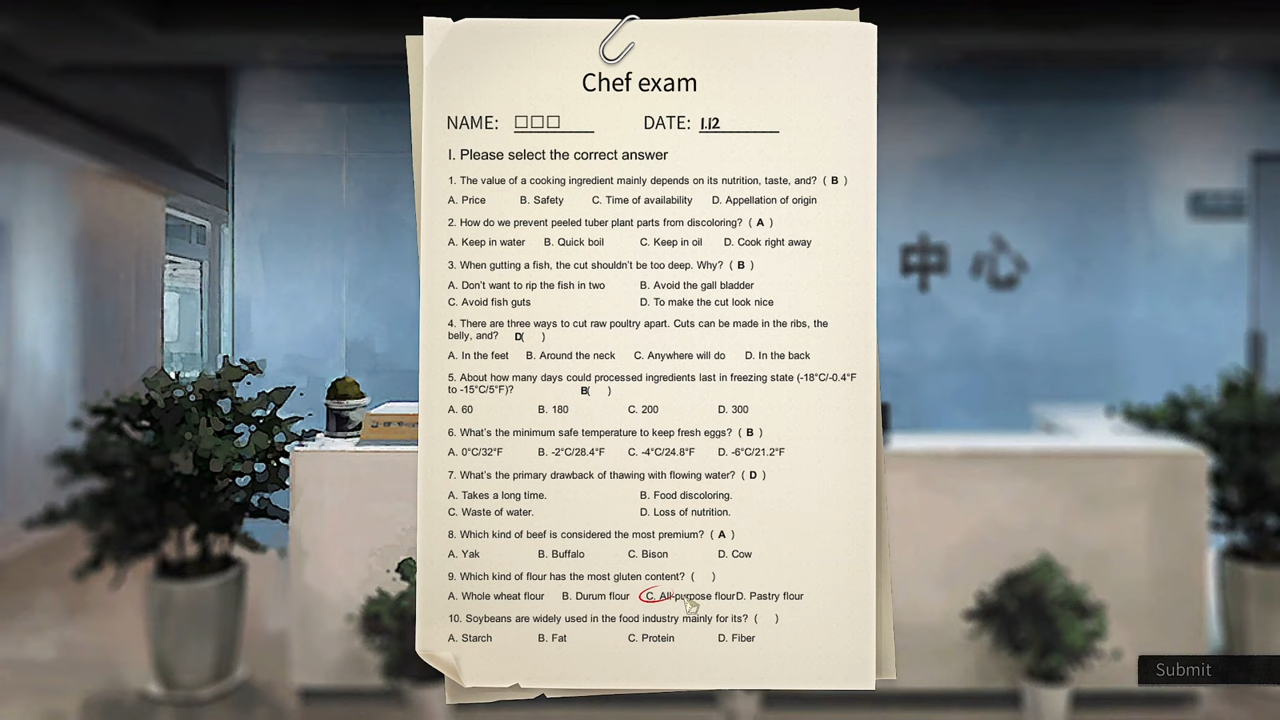 Chef exam
NAME: □□□ DATE: 1.12
I. Please select the correct answer
1. The value of a cooking ingredient mainly depends on its nutrition, taste, and? ( B )
A. Price B. Safety C. Time of availability D. Appellation of origin
2. How do we prevent peeled tuber plant parts from discoloring? ( A )
A. Keep in water B. Quick boil C. Keep in oil D. Cook right away
3. When gutting a fish, the cut shouldn't be too deep. Why? ( B )
A. Don't want to rip the fish in two B. Avoid the gall bladder
C. Avoid fish guts D. To make the cut look nice
4. There are three ways to cut raw poultry apart. Cuts can be made in the ribs, the
belly, and? D( )
A. In the feet B. Around the neck C. Anywhere will do D. In the back
5. About how many days could processed ingredients last in freezing state (-18°C/-0.4°F
to -15°C/5°F)? B( )
A. 60 B. 180 C. 200 D. 300
6. What's the minimum safe temperature to keep fresh eggs? ( B )
A. 0°C/32°F B. -2°C/28.4°F C. -4°C/24.8°F D. -6°C/21.2°F
7. What's the primary drawback of thawing with flowing water? ( D )
A. Takes a long time. B. Food discoloring.
C. Waste of water. D. Loss of nutrition.
8. Which kind of beef is considered the most premium? ( A )
A. Yak B. Buffalo C. Bison D. Cow
9. Which kind of flour has the most gluten content? ( )
A. Whole wheat flour B. Durum flour C. All-purpose flour D. Pastry flour
10. Soybeans are widely used in the food industry mainly for its? ( )
A. Starch B. Fat C. Protein D. Fiber
中心
Submit